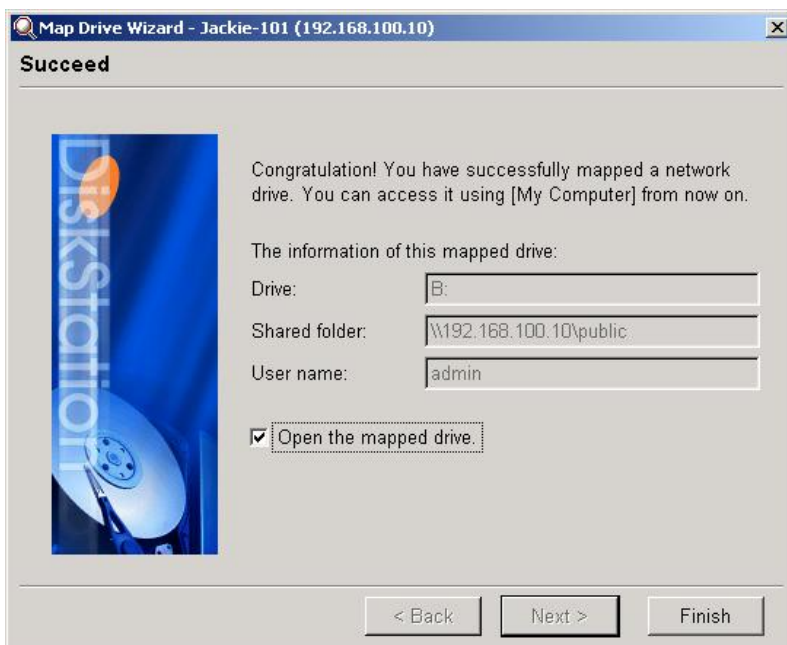 Map Drive Wizard - Jackie-101 (192.168.100.10)
Succeed
DiskStation
Congratulation! You have successfully mapped a network
drive. You can access it using [My Computer] from now on.
The information of this mapped drive:
Drive: B:
Shared folder: \\192.168.100.10\public
User name: admin
Open the mapped drive.
< Back Next > Finish